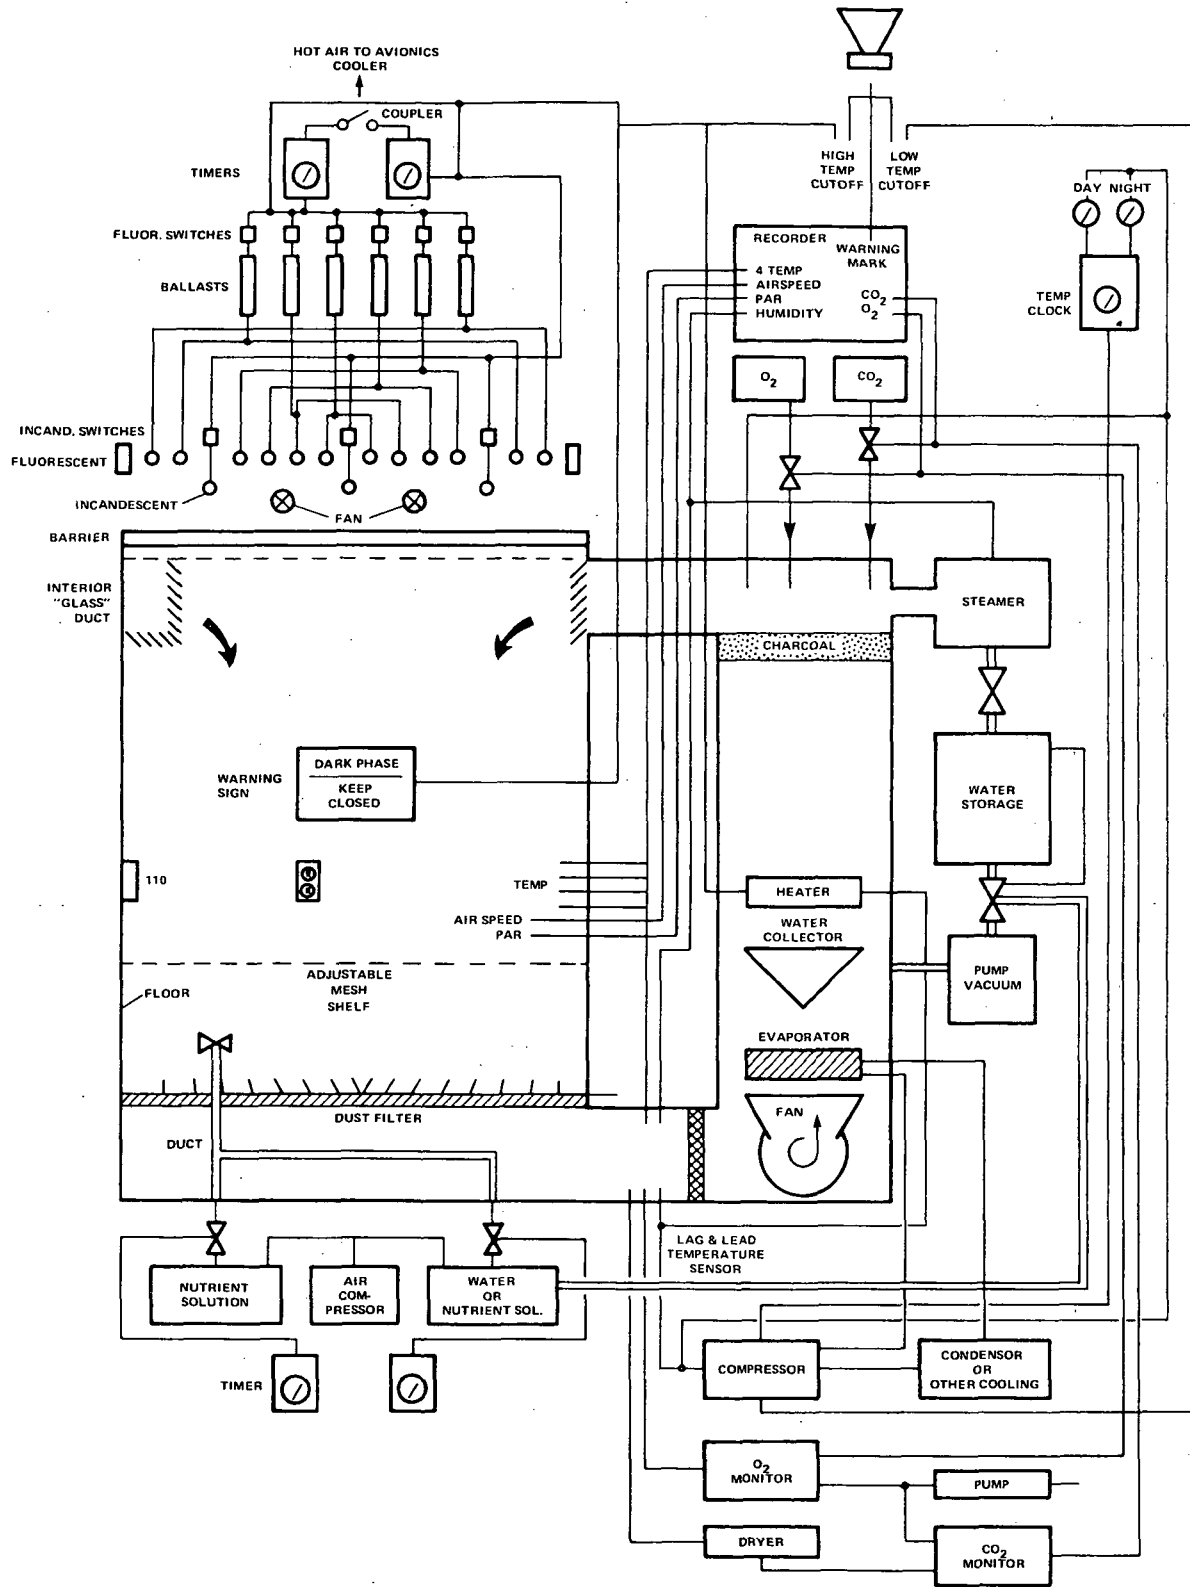 HOT AIR TO AVIONICS
COOLER
COUPLER
TIMERS
HIGH
TEMP
CUTOFF
LOW
TEMP
CUTOFF
DAY NIGHT
FLUOR. SWITCHES
RECORDER
WARNING
MARK
BALLASTS
4 TEMP
AIRSPEED
PAR
HUMIDITY
CO2
O2
TEMP
CLOCK
O2
CO2
INCAND. SWITCHES
FLUORESCENT
INCANDESCENT
FAN
BARRIER
INTERIOR
"GLASS"
DUCT
STEAMER
CHARCOAL
WARNING
SIGN
DARK PHASE
KEEP
CLOSED
WATER
STORAGE
110
TEMP
AIR SPEED
PAR
HEATER
WATER
COLLECTOR
PUMP
VACUUM
ADJUSTABLE
MESH
SHELF
FLOOR
EVAPORATOR
DUST FILTER
FAN
DUCT
LAG & LEAD
TEMPERATURE
SENSOR
NUTRIENT
SOLUTION
AIR
COM-
PRESSOR
WATER
OR
NUTRIENT SOL.
TIMER
COMPRESSOR
CONDENSOR
OR
OTHER COOLING
O2
MONITOR
PUMP
DRYER
CO2
MONITOR